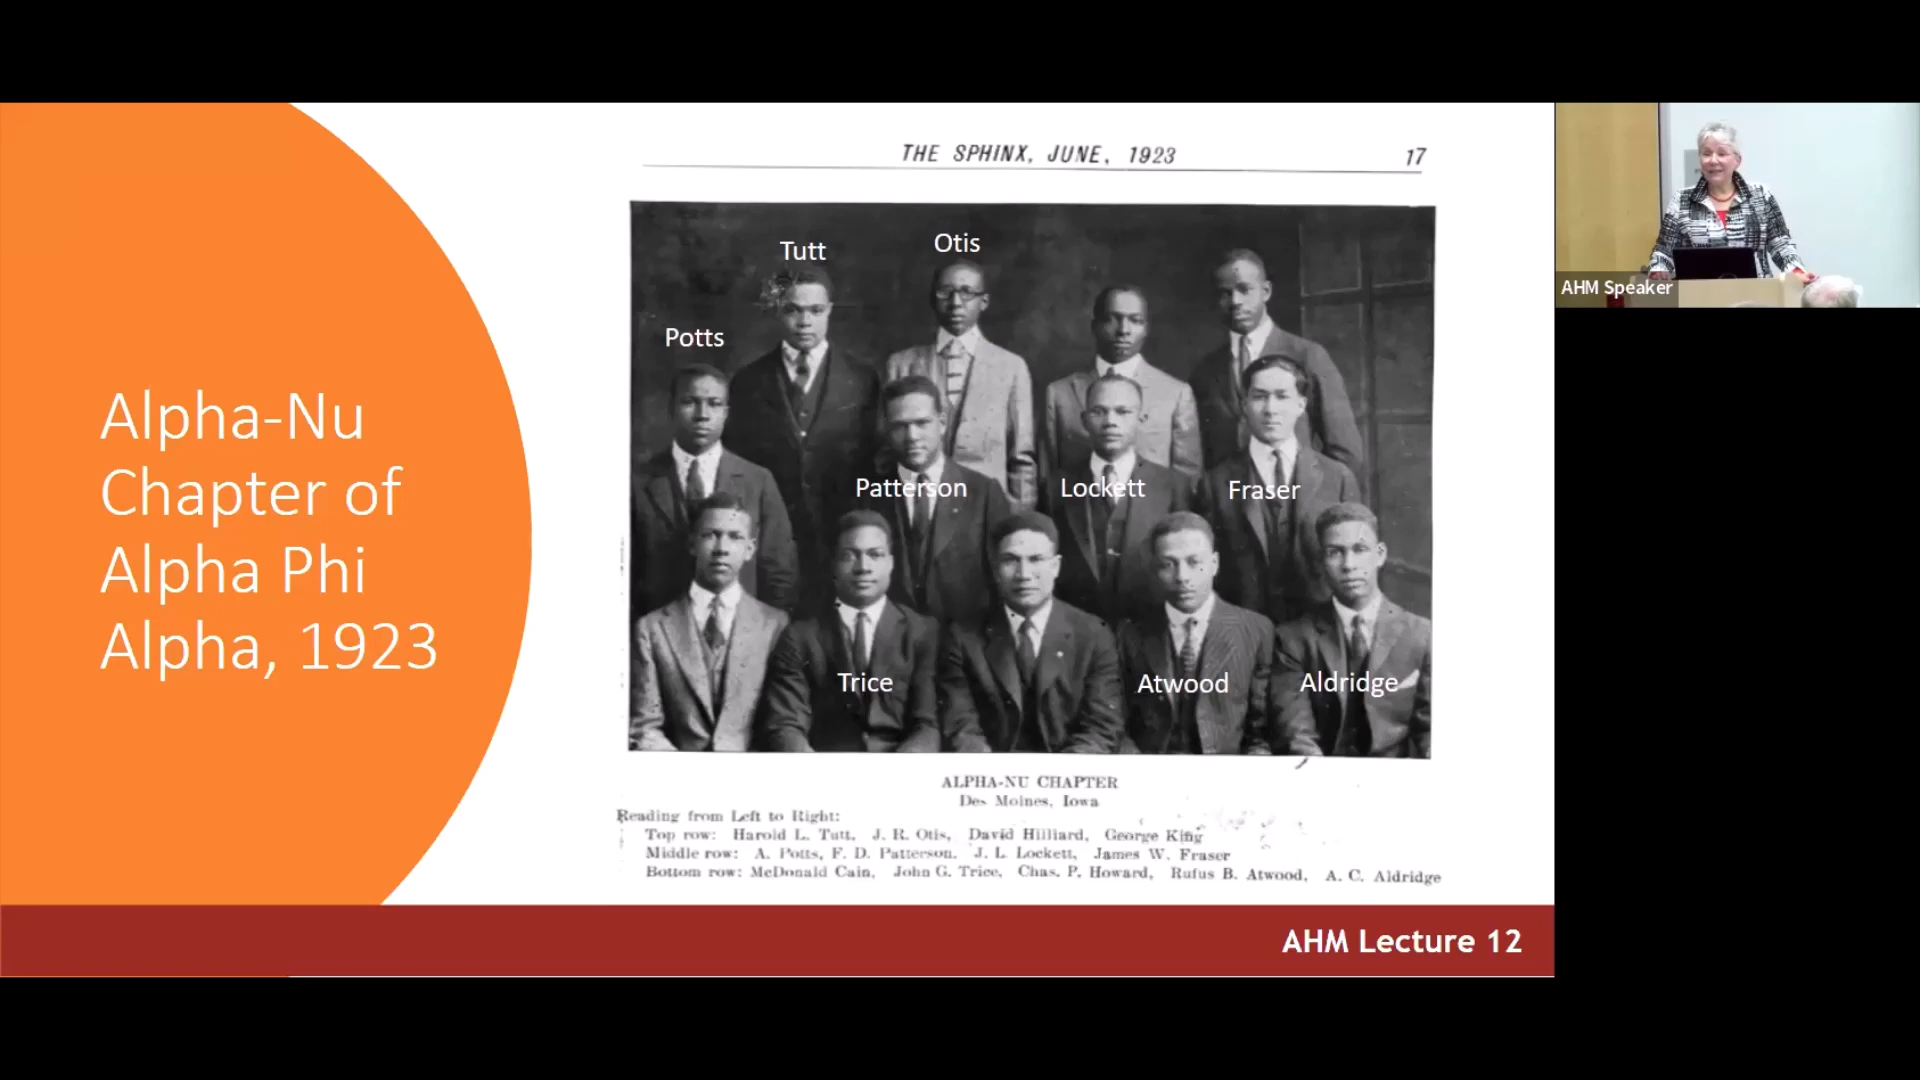 THE SPHINX, JUNE, 1923 17
Tutt
Otis
Potts
Patterson
Lockett
Fraser
Trice
Atwood
Aldridge
Alpha-Nu
Chapter of
Alpha Phi
Alpha, 1923
ALPHA-NU CHAPTER
Des Moines, Iowa
Reading from Left to Right:
Top row: Harold L. Tutt, J. R. Otis, David Hilliard, George King
Middle row: A. Potts, F. D. Patterson, J. L. Lockett, James W. Fraser
Bottom row: McDonald Cain, John G. Trice, Chas. P. Howard, Rufus B. Atwood, A. C. Aldridge
AHM Lecture 12
AHM Speaker